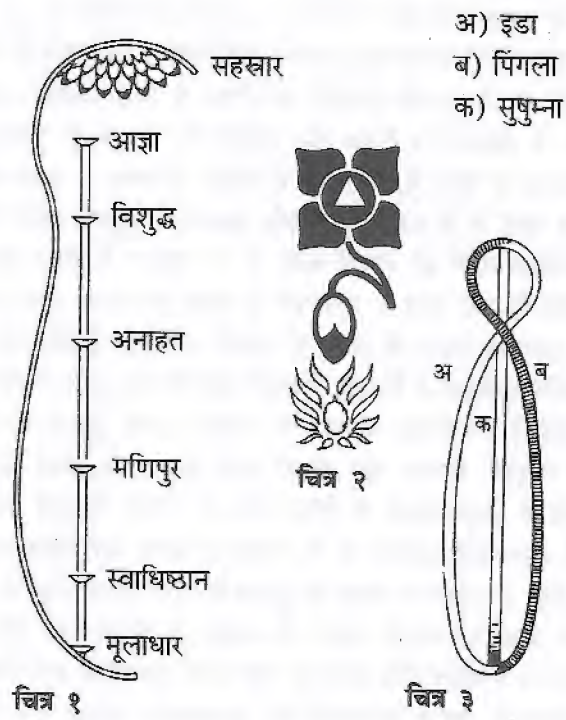 अ) इडा
ब) पिंगला
क) सुषुम्ना
सहस्रार
आज्ञा
विशुद्ध
अनाहत
मणिपुर
स्वाधिष्ठान
मूलाधार
चित्र १
चित्र २
अ
ब
क
चित्र ३